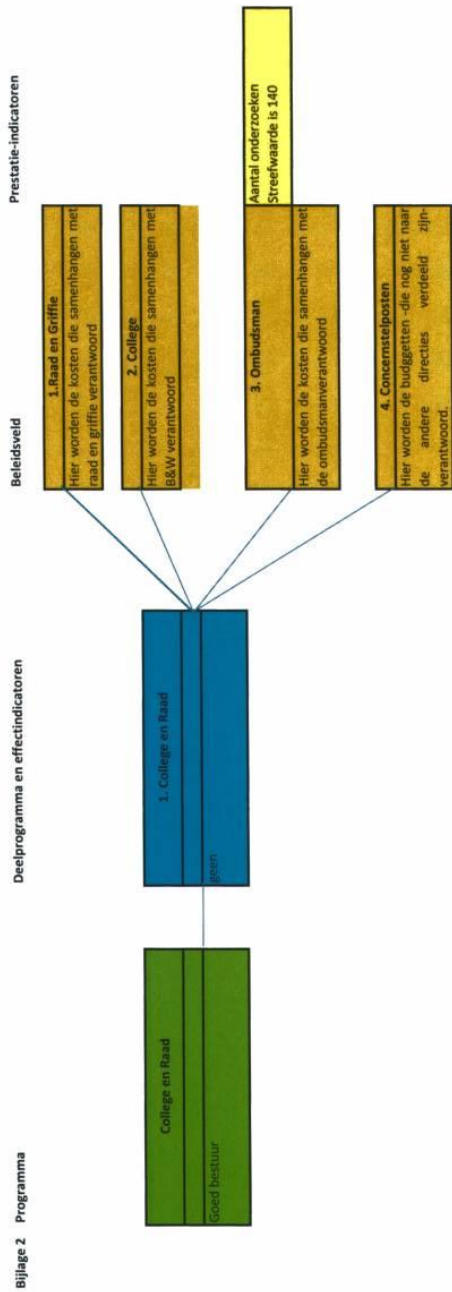 Bijlage 2 Programma
Deelprogramma en effectindicatoren
Beleidsveld
Prestatie-indicatoren
College en Raad
Goed bestuur
1. College en Raad
geen
1.Raad en Griffie
Hier worden de kosten die samenhangen met
raad en griffie verantwoord
2. College
Hier worden de kosten die samenhangen met
B&W verantwoord
3. Ombudsman
Hier worden de kosten die samenhangen met
de ombudsmanverantwoord
Aantal onderzoeken
Streefwaarde is 140
4. Concernstelposten
Hier worden de budggetten -die nog niet naar
de andere directies verdeeld zijn-
verantwoord.